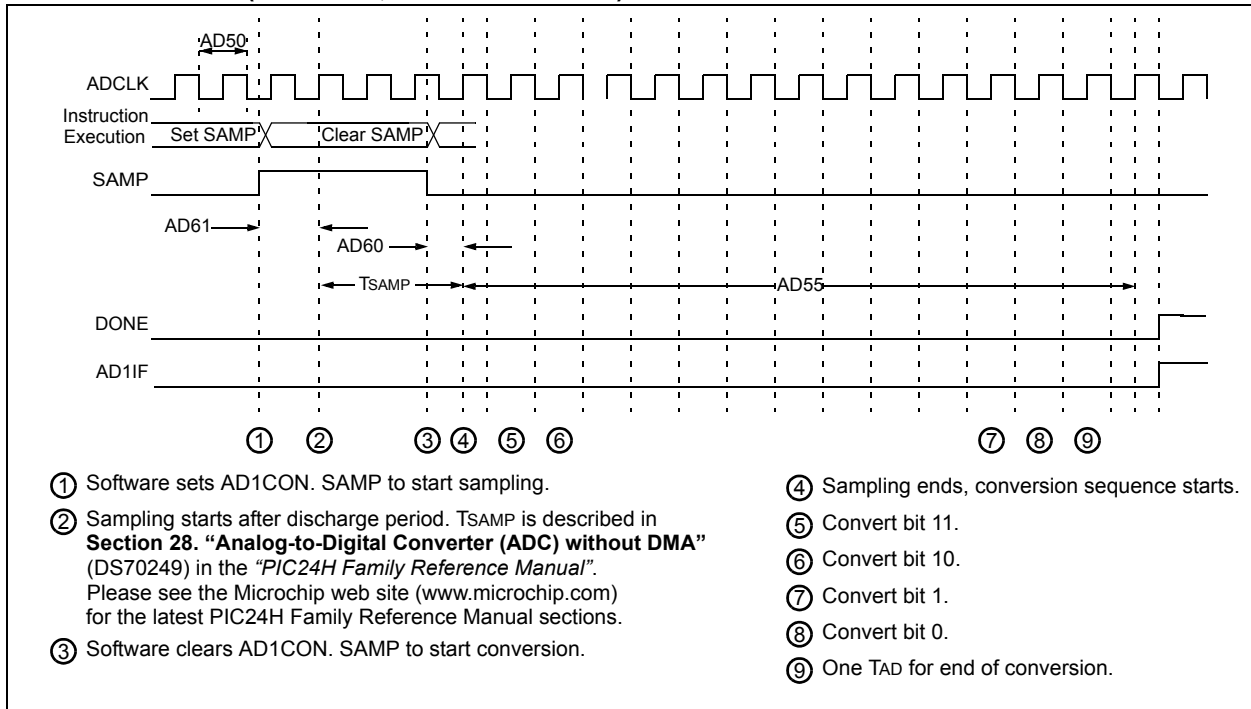 AD50
ADCLK
Instruction
Execution
Set SAMP
Clear SAMP
SAMP
AD61
AD60
TSAMP
AD55
DONE
AD1IF
1 2 3 4 5 6 7 8 9
1 Software sets AD1CON. SAMP to start sampling.
2 Sampling starts after discharge period. TSAMP is described in
Section 28. “Analog-to-Digital Converter (ADC) without DMA”
(DS70249) in the “PIC24H Family Reference Manual”.
Please see the Microchip web site (www.microchip.com)
for the latest PIC24H Family Reference Manual sections.
3 Software clears AD1CON. SAMP to start conversion.
4 Sampling ends, conversion sequence starts.
5 Convert bit 11.
6 Convert bit 10.
7 Convert bit 1.
8 Convert bit 0.
9 One TAD for end of conversion.